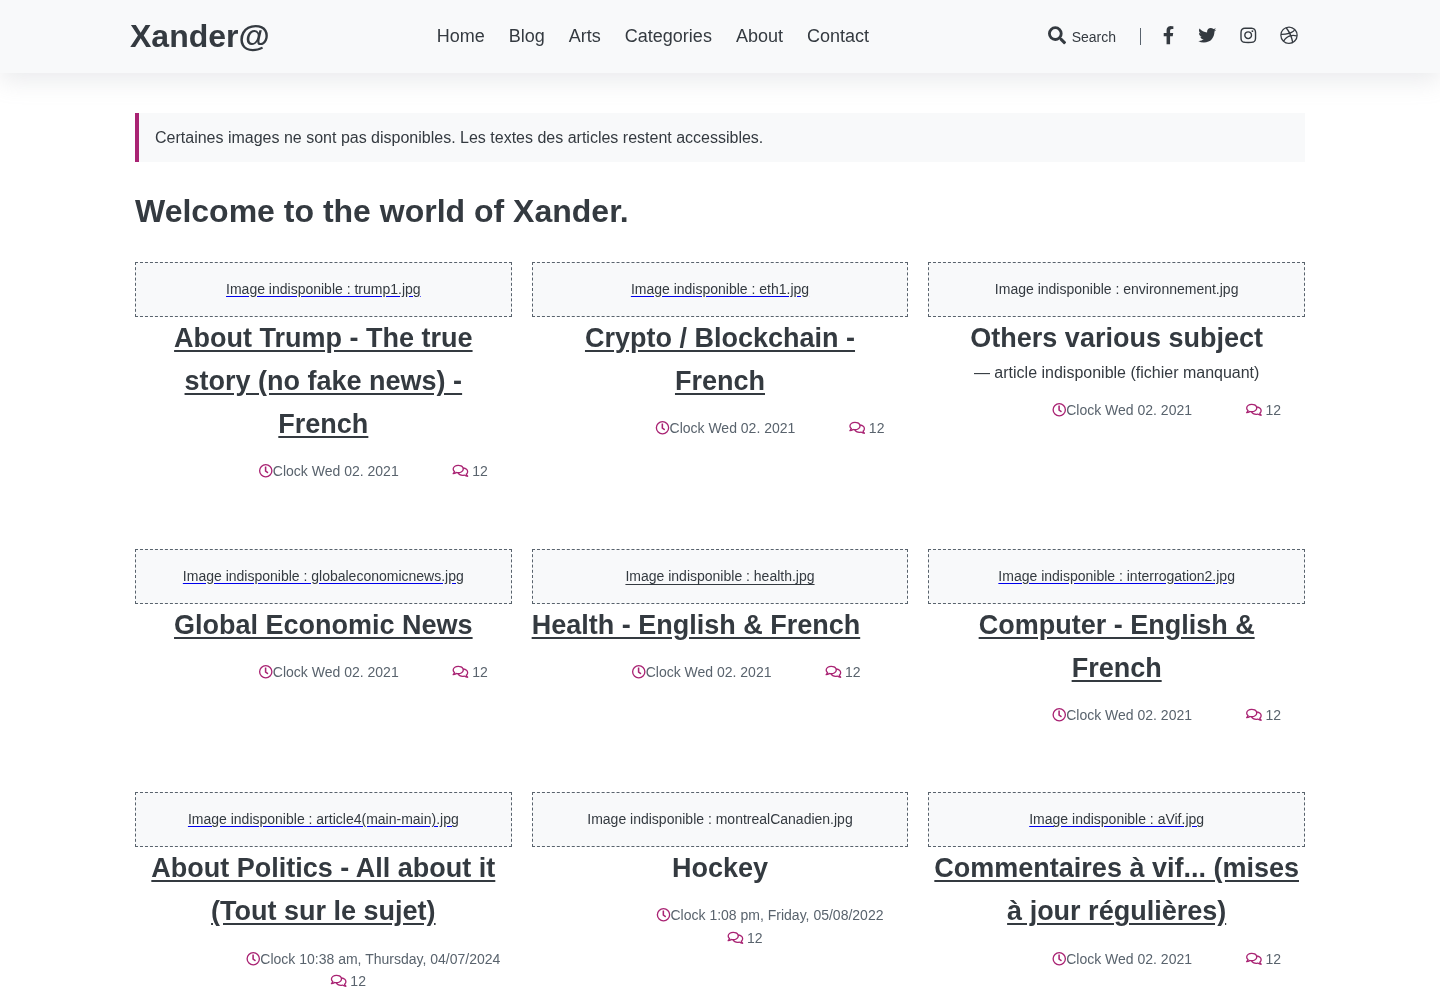 Xander@
Home Blog Arts Categories About Contact
Search
Certaines images ne sont pas disponibles. Les textes des articles restent accessibles.
Welcome to the world of Xander.
Image indisponible : trump1.jpg
About Trump - The true
story (no fake news) -
French
Clock Wed 02. 2021 12
Image indisponible : eth1.jpg
Crypto / Blockchain -
French
Clock Wed 02. 2021 12
Image indisponible : environnement.jpg
Others various subject
— article indisponible (fichier manquant)
Clock Wed 02. 2021 12
Image indisponible : globaleconomicnews.jpg
Global Economic News
Clock Wed 02. 2021 12
Image indisponible : health.jpg
Health - English & French
Clock Wed 02. 2021 12
Image indisponible : interrogation2.jpg
Computer - English &
French
Clock Wed 02. 2021 12
Image indisponible : article4(main-main).jpg
About Politics - All about it
(Tout sur le sujet)
Clock 10:38 am, Thursday, 04/07/2024
12
Image indisponible : montrealCanadien.jpg
Hockey
Clock 1:08 pm, Friday, 05/08/2022
12
Image indisponible : aVif.jpg
Commentaires à vif... (mises
à jour régulières)
Clock Wed 02. 2021 12